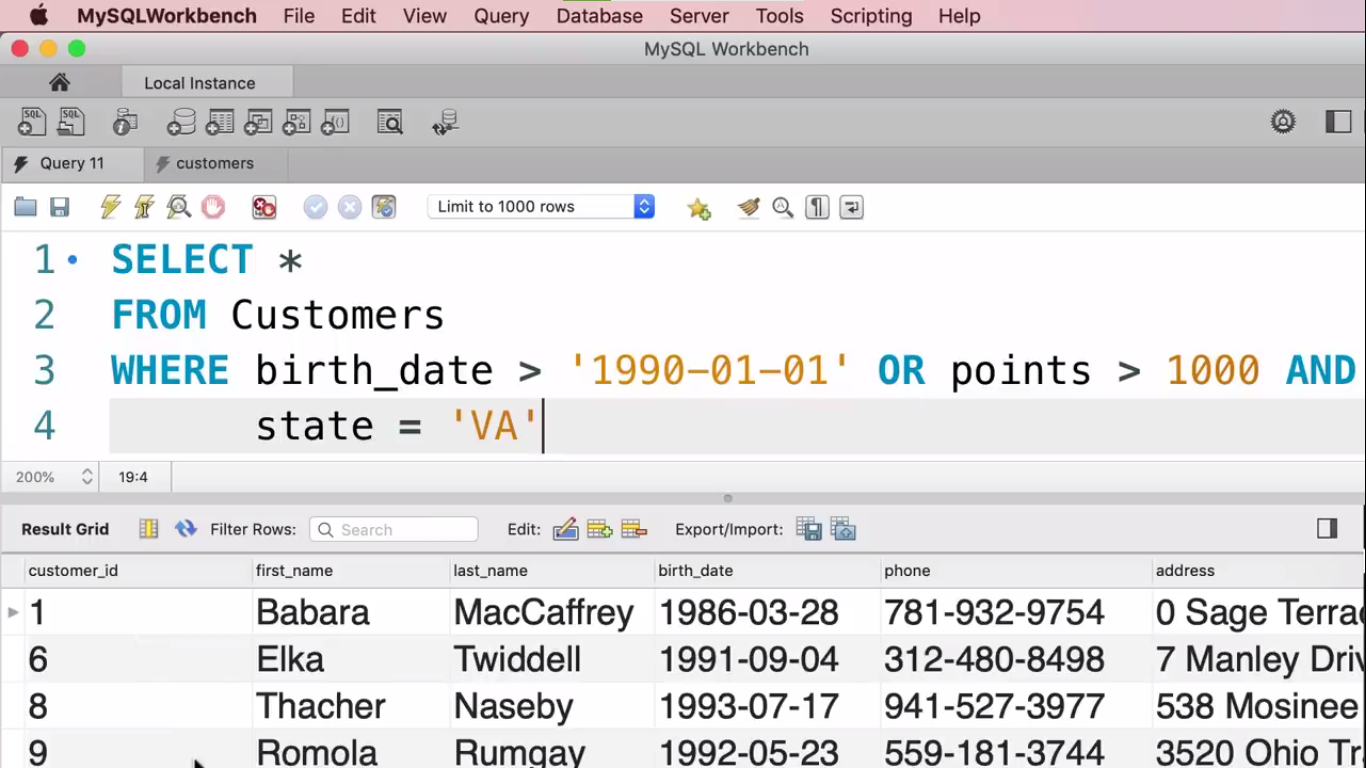 MySQLWorkbench File Edit View Query Database Server Tools Scripting Help
MySQL Workbench
Local Instance
SQL SQL
Query 11 customers
Limit to 1000 rows
1 SELECT *
2 FROM Customers
3 WHERE birth_date > '1990-01-01' OR points > 1000 AND
4 state = 'VA'
200% 19:4
Result Grid Filter Rows: Search Edit: Export/Import:
customer_id first_name last_name birth_date phone address
1 Babara MacCaffrey 1986-03-28 781-932-9754 0 Sage Terrac
6 Elka Twiddell 1991-09-04 312-480-8498 7 Manley Driv
8 Thacher Naseby 1993-07-17 941-527-3977 538 Mosinee
9 Romola Rumgay 1992-05-23 559-181-3744 3520 Ohio Tr